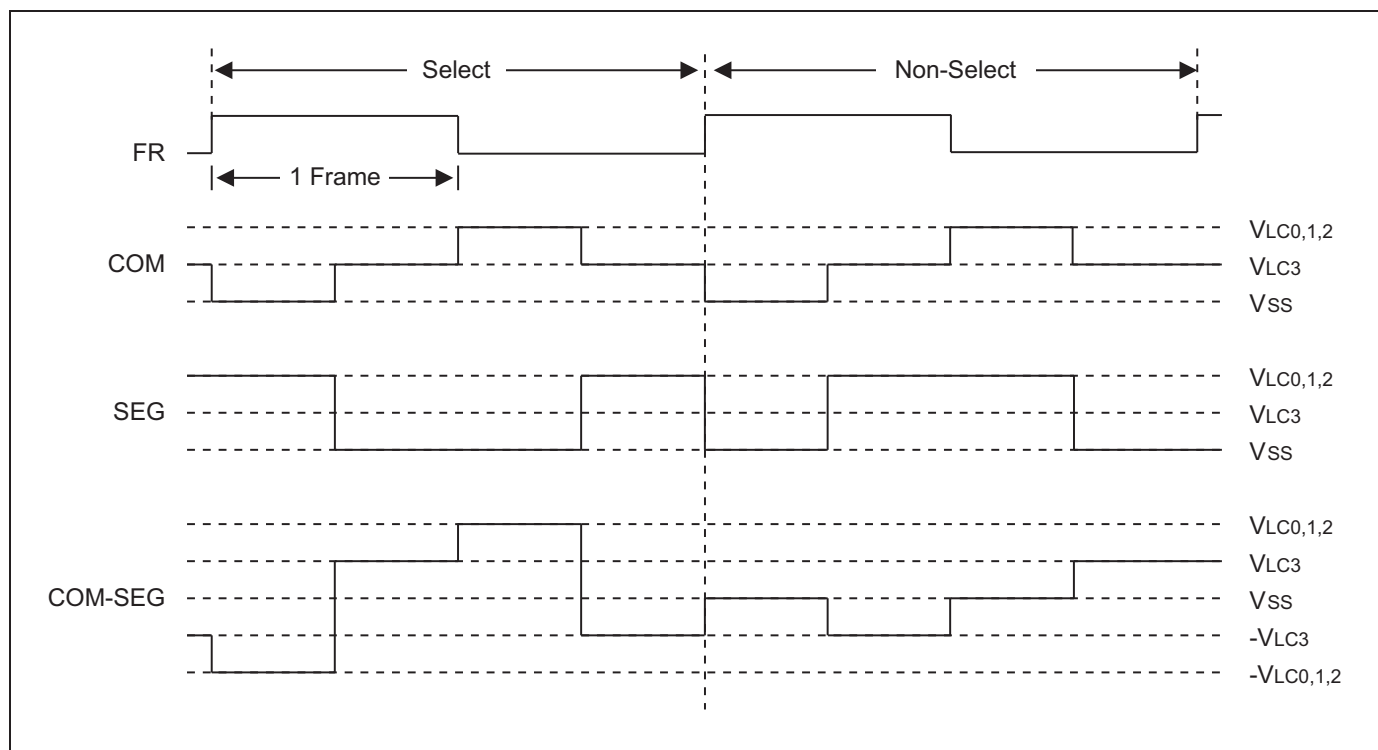 Select
Non-Select
FR
1 Frame
COM
VLC0,1,2
VLC3
VSS
SEG
VLC0,1,2
VLC3
VSS
COM-SEG
VLC0,1,2
VLC3
VSS
-VLC3
-VLC0,1,2